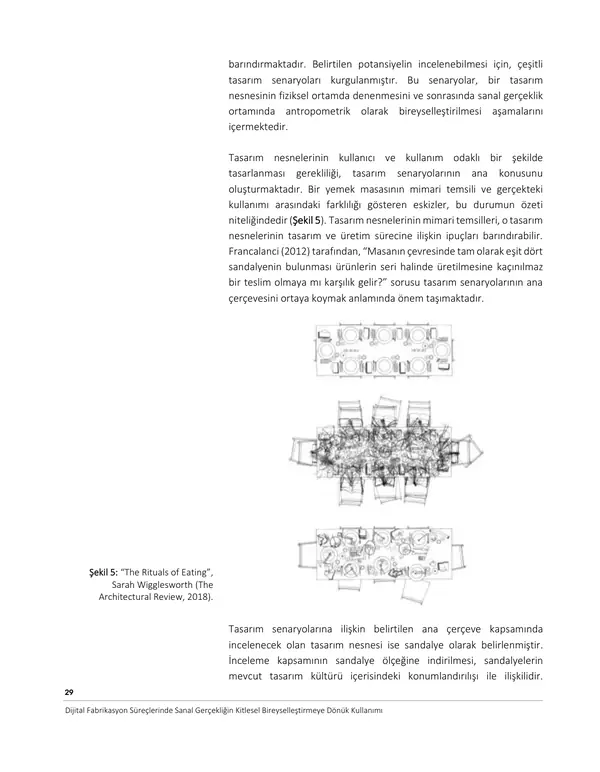 barındırmaktadır. Belirtilen potansiyelin incelenebilmesi için, çeşitli
tasarım senaryoları kurgulanmıştır. Bu senaryolar, bir tasarım
nesnesinin fiziksel ortamda denenmesini ve sonrasında sanal gerçeklik
ortamında antropometrik olarak bireyselleştirilmesi aşamalarını
içermektedir.
Tasarım nesnelerinin kullanıcı ve kullanım odaklı bir şekilde
tasarlanması gerekliliği, tasarım senaryolarının ana konusunu
oluşturmaktadır. Bir yemek masasının mimari temsili ve gerçekteki
kullanımı arasındaki farklılığı gösteren eskizler, bu durumun özeti
niteliğindedir (Şekil 5). Tasarım nesnelerinin mimari temsilleri, o tasarım
nesnelerinin tasarım ve üretim sürecine ilişkin ipuçları barındırabilir.
Francalanci (2012) tarafından, “Masanın çevresinde tam olarak eşit dört
sandalyenin bulunması ürünlerin seri halinde üretilmesine kaçınılmaz
bir teslim olmaya mı karşılık gelir?” sorusu tasarım senaryolarının ana
çerçevesini ortaya koymak anlamında önem taşımaktadır.
Şekil 5: “The Rituals of Eating”,
Sarah Wigglesworth (The
Architectural Review, 2018).
Tasarım senaryolarına ilişkin belirtilen ana çerçeve kapsamında
incelenecek olan tasarım nesnesi ise sandalye olarak belirlenmiştir.
İnceleme kapsamının sandalye ölçeğine indirilmesi, sandalyelerin
mevcut tasarım kültürü içerisindeki konumlandırılışı ile ilişkilidir.
29
Dijital Fabrikasyon Süreçlerinde Sanal Gerçekliğin Kitlesel Bireyselleştirmeye Dönük Kullanımı